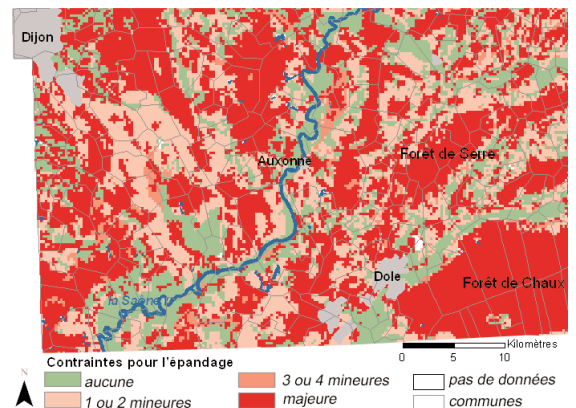 Dijon
Auxonne
Forêt de Serre
Dole
Forêt de Chaux
la Saône
Contraintes pour l'épandage
0 5 10 Kilomètres
N
aucune
3 ou 4 mineures
pas de données
1 ou 2 mineures
majeure
communes